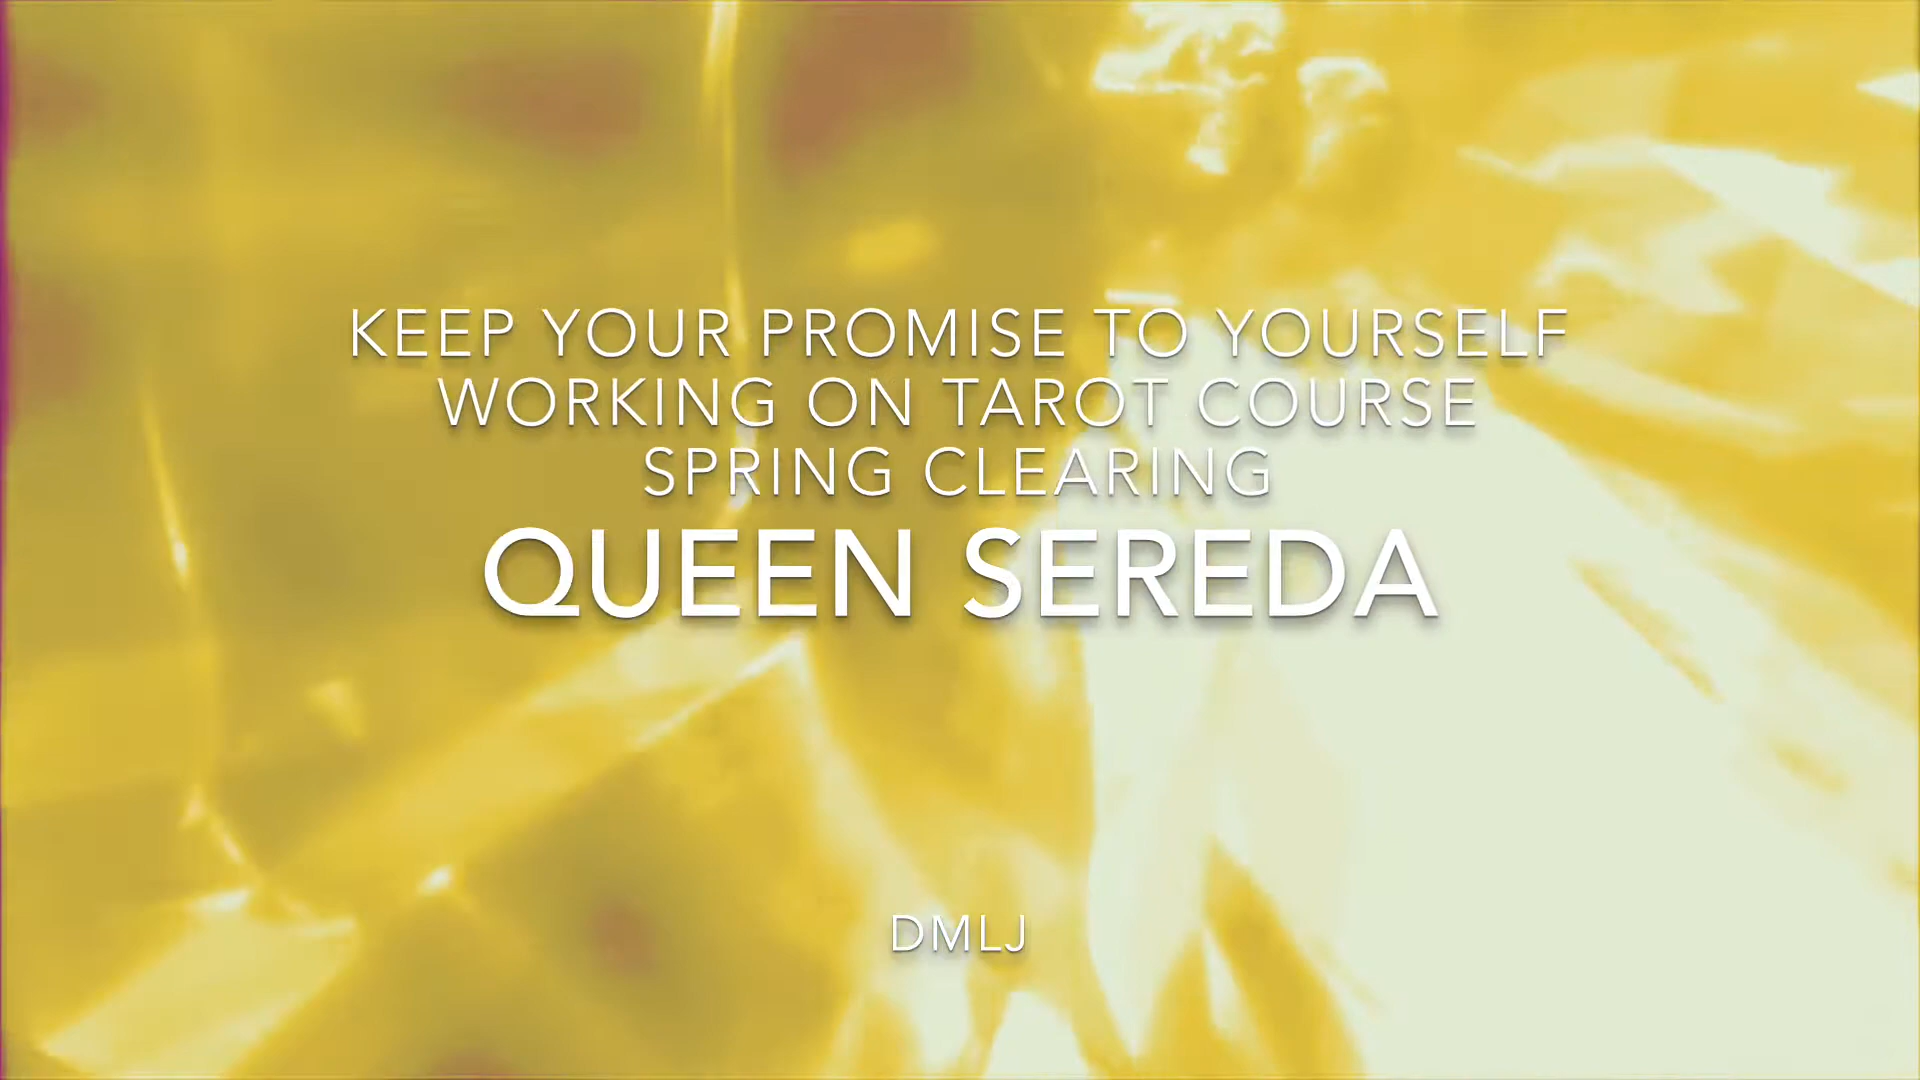 KEEP YOUR PROMISE TO YOURSELF
WORKING ON TAROT COURSE
SPRING CLEARING
QUEEN SEREDA
DMLJ